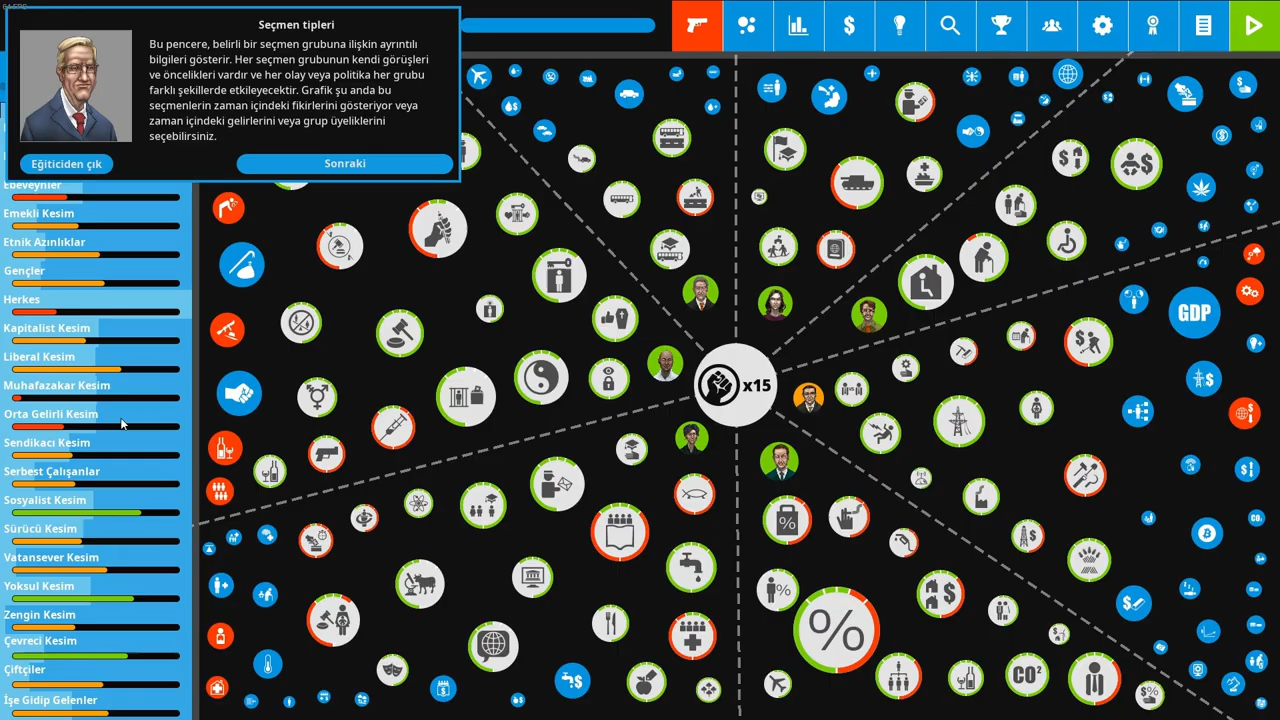 Seçmen tipleri
Bu pencere, belirli bir seçmen grubuna ilişkin ayrıntılı
bilgileri gösterir. Her seçmen grubunun kendi görüşleri
ve öncelikleri vardır ve her olay veya politika her grubu
farklı şekillerde etkileyecektir. Grafik şu anda bu
seçmenlerin zaman içindeki fikirlerini gösteriyor veya
zaman içindeki gelirlerini veya grup üyeliklerini
seçebilirsiniz.
Eğiticiden çık
Sonraki
Ebeveynler
Emekli Kesim
Etnik Azınlıklar
Gençler
Herkes
Kapitalist Kesim
Liberal Kesim
Muhafazakar Kesim
Orta Gelirli Kesim
Sendikacı Kesim
Serbest Çalışanlar
Sosyalist Kesim
Sürücü Kesim
Vatansever Kesim
Yoksul Kesim
Zengin Kesim
Çevreci Kesim
Çiftçiler
İşe Gidip Gelenler
x15
GDP
CO²